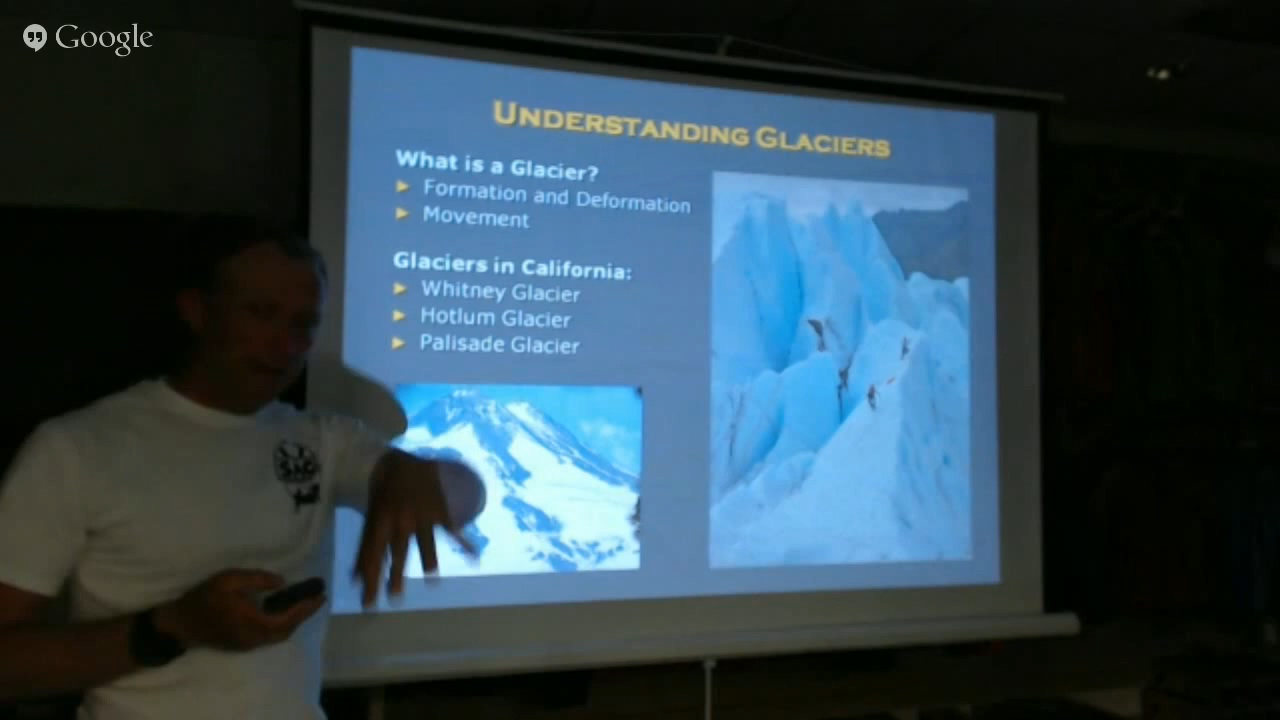 Google
UNDERSTANDING GLACIERS
What is a Glacier?
Formation and Deformation
Movement
Glaciers in California:
Whitney Glacier
Hotlum Glacier
Palisade Glacier